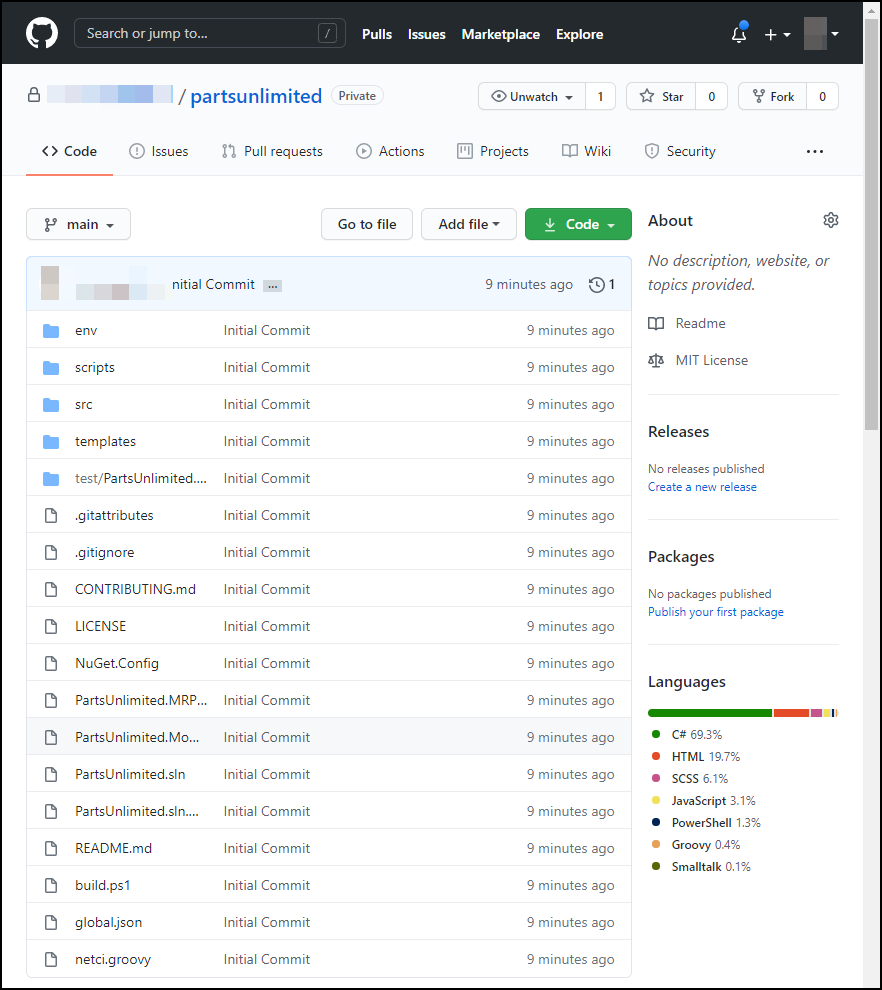 Search or jump to... / Pulls Issues Marketplace Explore
/ partsunlimited Private Unwatch 1 Star 0 Fork 0
Code Issues Pull requests Actions Projects Wiki Security ...
main Go to file Add file Code
nitial Commit ... 9 minutes ago 1
env Initial Commit 9 minutes ago
scripts Initial Commit 9 minutes ago
src Initial Commit 9 minutes ago
templates Initial Commit 9 minutes ago
test/PartsUnlimited.... Initial Commit 9 minutes ago
.gitattributes Initial Commit 9 minutes ago
.gitignore Initial Commit 9 minutes ago
CONTRIBUTING.md Initial Commit 9 minutes ago
LICENSE Initial Commit 9 minutes ago
NuGet.Config Initial Commit 9 minutes ago
PartsUnlimited.MRP... Initial Commit 9 minutes ago
PartsUnlimited.Mo... Initial Commit 9 minutes ago
PartsUnlimited.sln Initial Commit 9 minutes ago
PartsUnlimited.sln.... Initial Commit 9 minutes ago
README.md Initial Commit 9 minutes ago
build.ps1 Initial Commit 9 minutes ago
global.json Initial Commit 9 minutes ago
netci.groovy Initial Commit 9 minutes ago
About
No description, website, or
topics provided.
Readme
MIT License
Releases
No releases published
Create a new release
Packages
No packages published
Publish your first package
Languages
C# 69.3%
HTML 19.7%
SCSS 6.1%
JavaScript 3.1%
PowerShell 1.3%
Groovy 0.4%
Smalltalk 0.1%